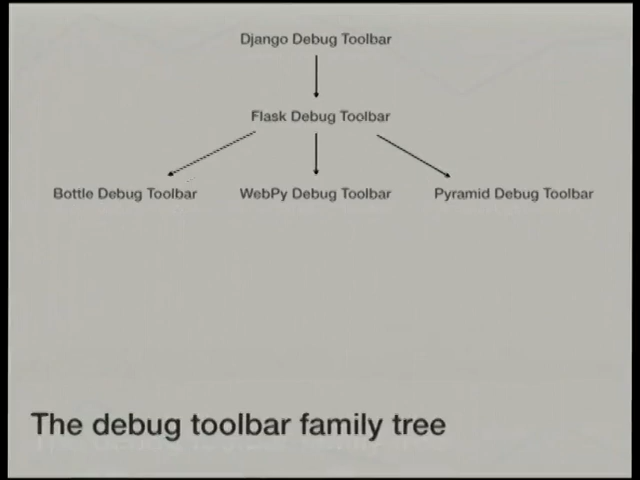 Django Debug Toolbar
Flask Debug Toolbar
Bottle Debug Toolbar WebPy Debug Toolbar Pyramid Debug Toolbar
The debug toolbar family tree